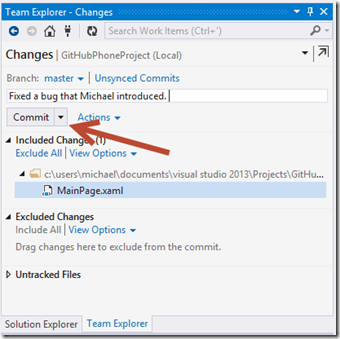 Team Explorer - Changes
Search Work Items (Ctrl+')
Changes | GitHubPhoneProject (Local)
Branch: master | Unsynced Commits
Fixed a bug that Michael introduced.
Commit Actions
Included Changes (1)
Exclude All | View Options
c:\users\michael\documents\visual studio 2013\Projects\GitHu...
MainPage.xaml
Excluded Changes
Include All | View Options
Drag changes here to exclude from the commit.
Untracked Files
Solution Explorer Team Explorer